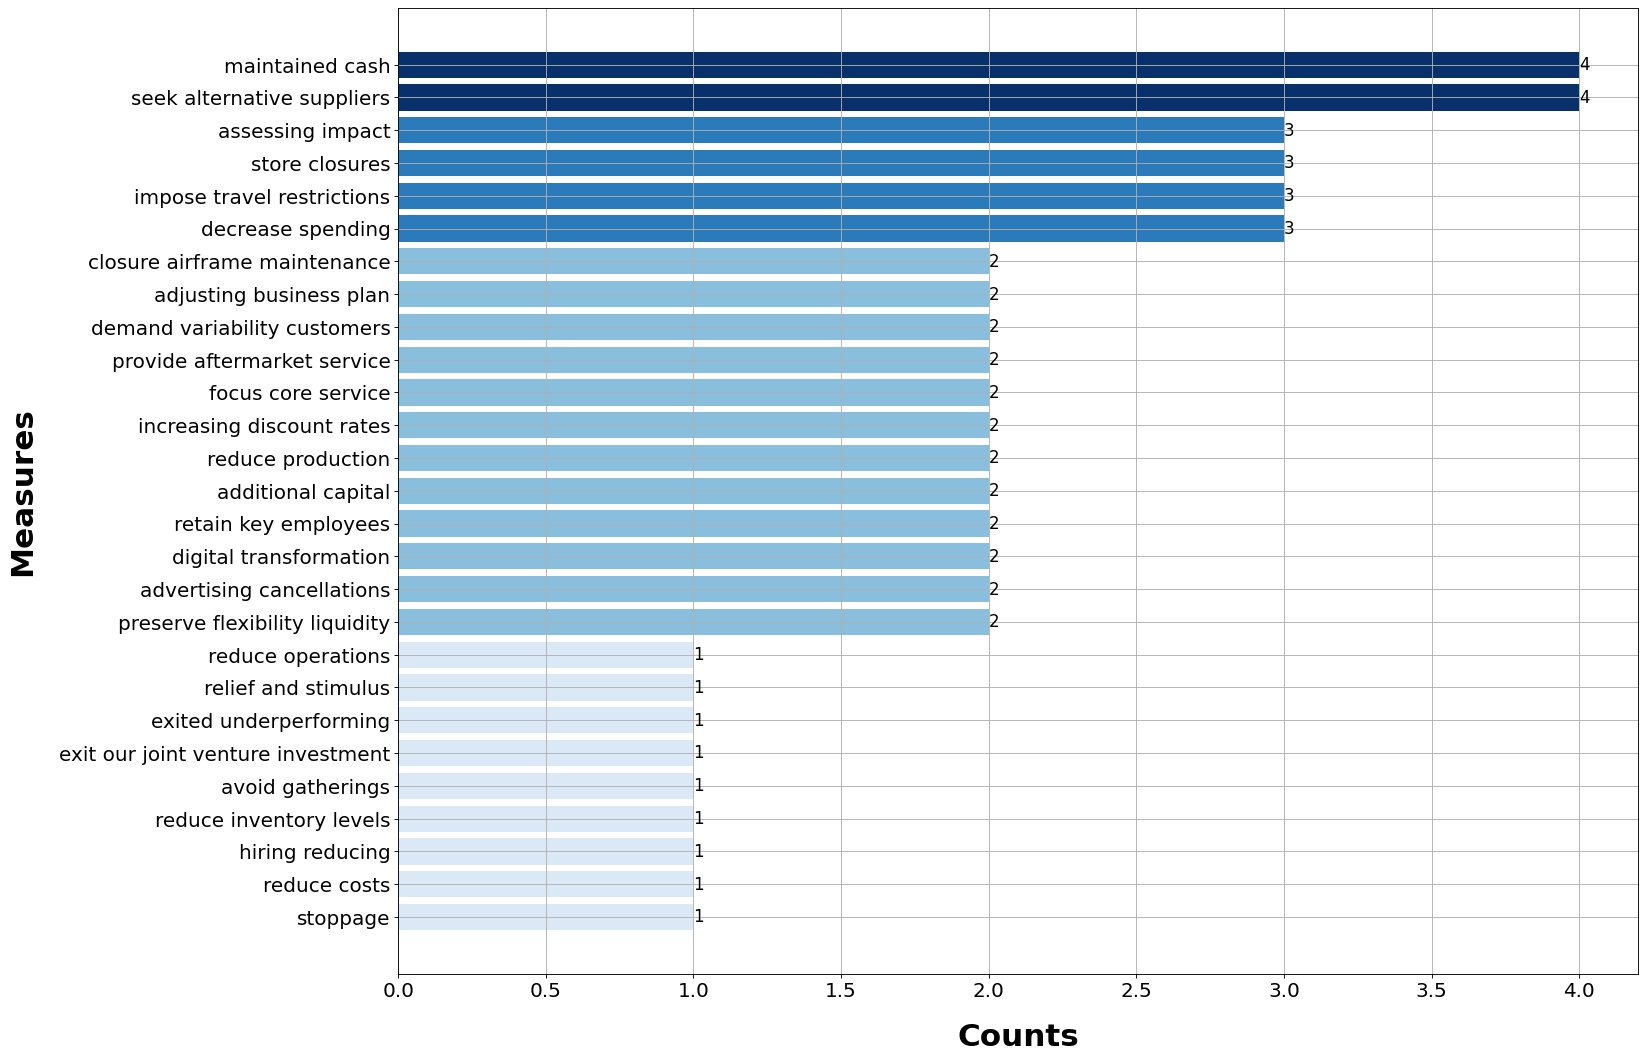 maintained cash 4
seek alternative suppliers 4
assessing impact 3
store closures 3
impose travel restrictions 3
decrease spending 3
closure airframe maintenance 2
adjusting business plan 2
demand variability customers 2
provide aftermarket service 2
focus core service 2
increasing discount rates 2
reduce production 2
additional capital 2
retain key employees 2
digital transformation 2
advertising cancellations 2
preserve flexibility liquidity 2
reduce operations 1
relief and stimulus 1
exited underperforming 1
exit our joint venture investment 1
avoid gatherings 1
reduce inventory levels 1
hiring reducing 1
reduce costs 1
stoppage 1
Measures
0.0 0.5 1.0 1.5 2.0 2.5 3.0 3.5 4.0
Counts